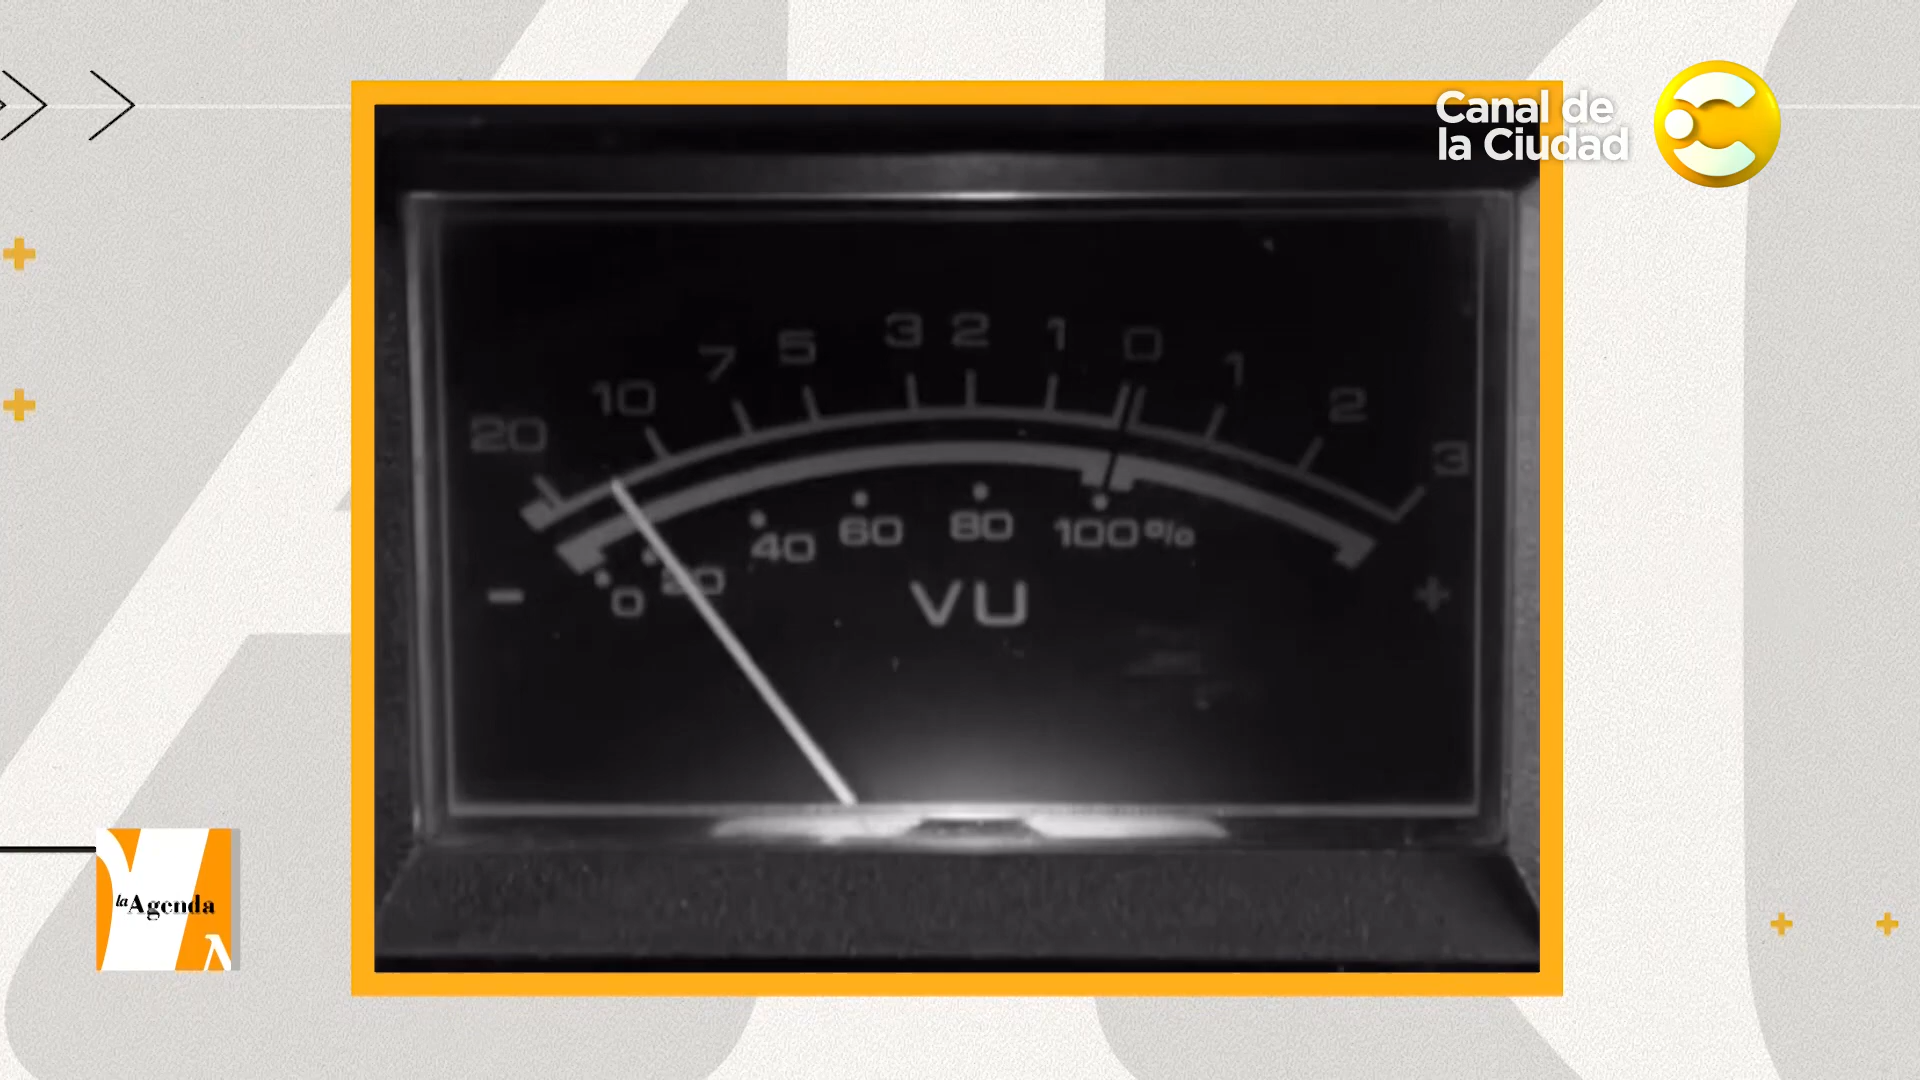 Canal de
la Ciudad
20 10 7 5 3 2 1 0 1 2 3
0 20 40 60 80 100%
- VU +
la Agenda